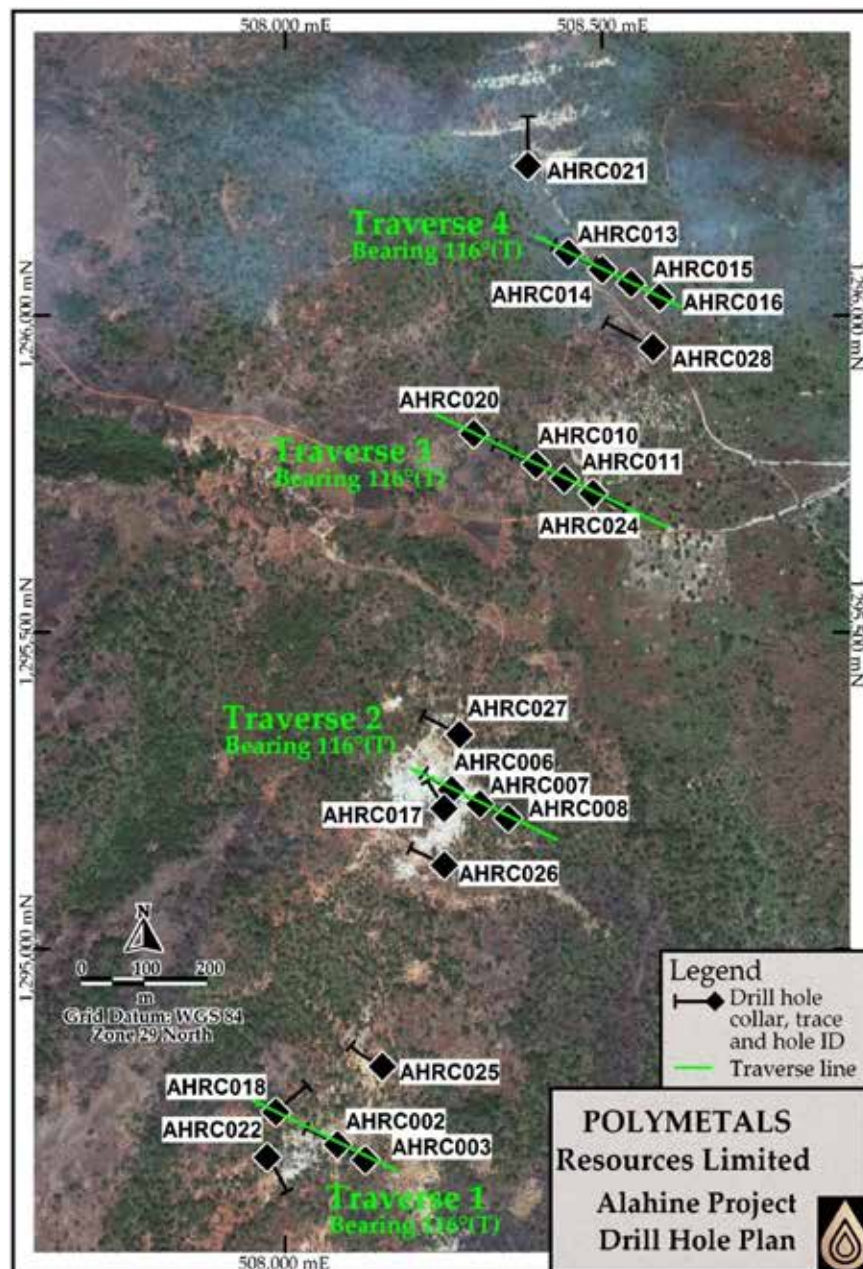 508,000 mE
508,500 mE
AHRC021
Traverse 4
Bearing 116°(T)
AHRC013
AHRC015
AHRC014
AHRC016
1,296,000 mN
1,296,000 mN
AHRC028
AHRC020
Traverse 3
Bearing 116°(T)
AHRC010
AHRC011
AHRC024
1,295,500 mN
1,295,500 mN
Traverse 2
Bearing 116°(T)
AHRC027
AHRC006
AHRC007
AHRC017
AHRC008
AHRC026
1,295,000 mN
N
0 100 200
m
Grid Datum: WGS 84
Zone 29 North
Legend
Drill hole
collar, trace
and hole ID
Traverse line
AHRC025
AHRC018
AHRC022
AHRC002
AHRC003
Traverse 1
Bearing 116°(T)
POLYMETALS
Resources Limited
Alahine Project
Drill Hole Plan
508,000 mE